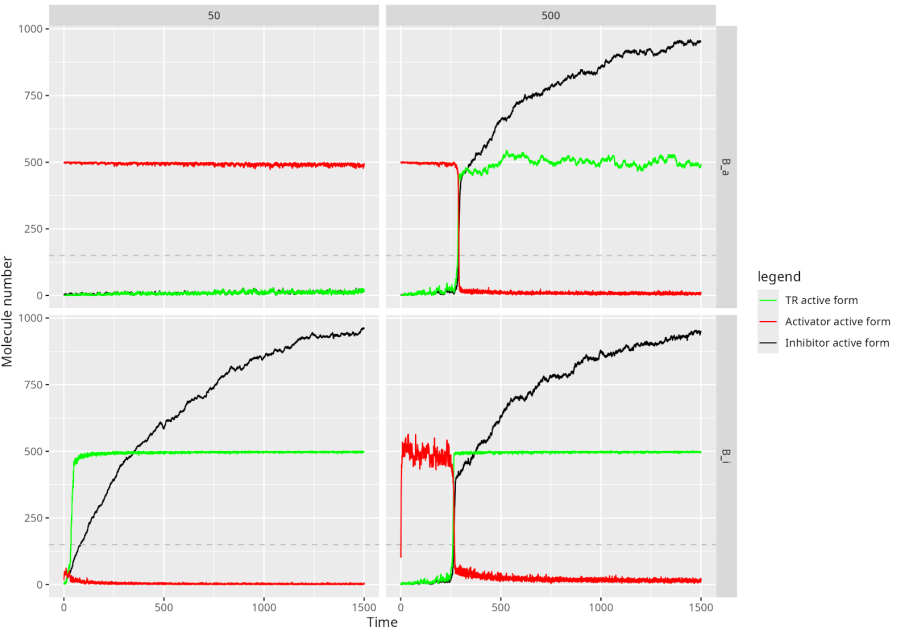 50 500
1000
750
500
250
0
B_a
1000
750
500
250
0
B_i
0 500 1000 1500 0 500 1000 1500
Time
Molecule number
legend
TR active form
Activator active form
Inhibitor active form